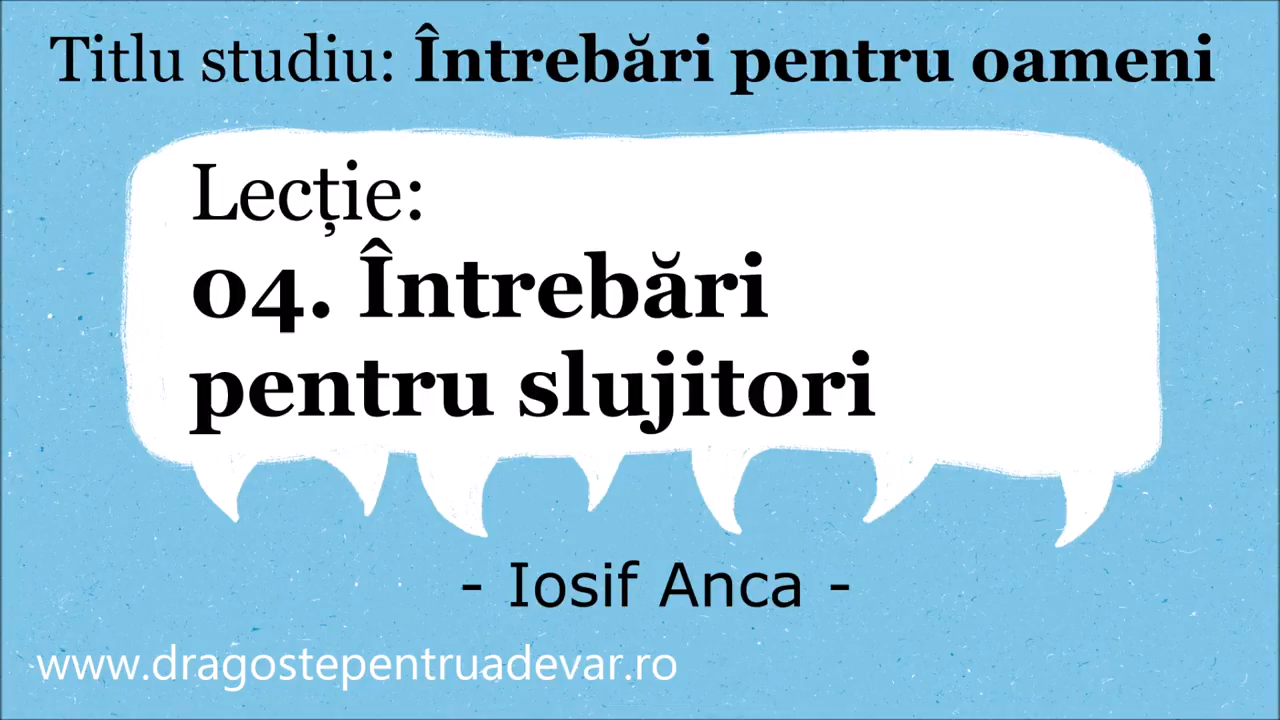 Titlu studiu: Întrebări pentru oameni
Lecție:
04. Întrebări
pentru slujitori
- Iosif Anca -
www.dragostepentruadevar.ro